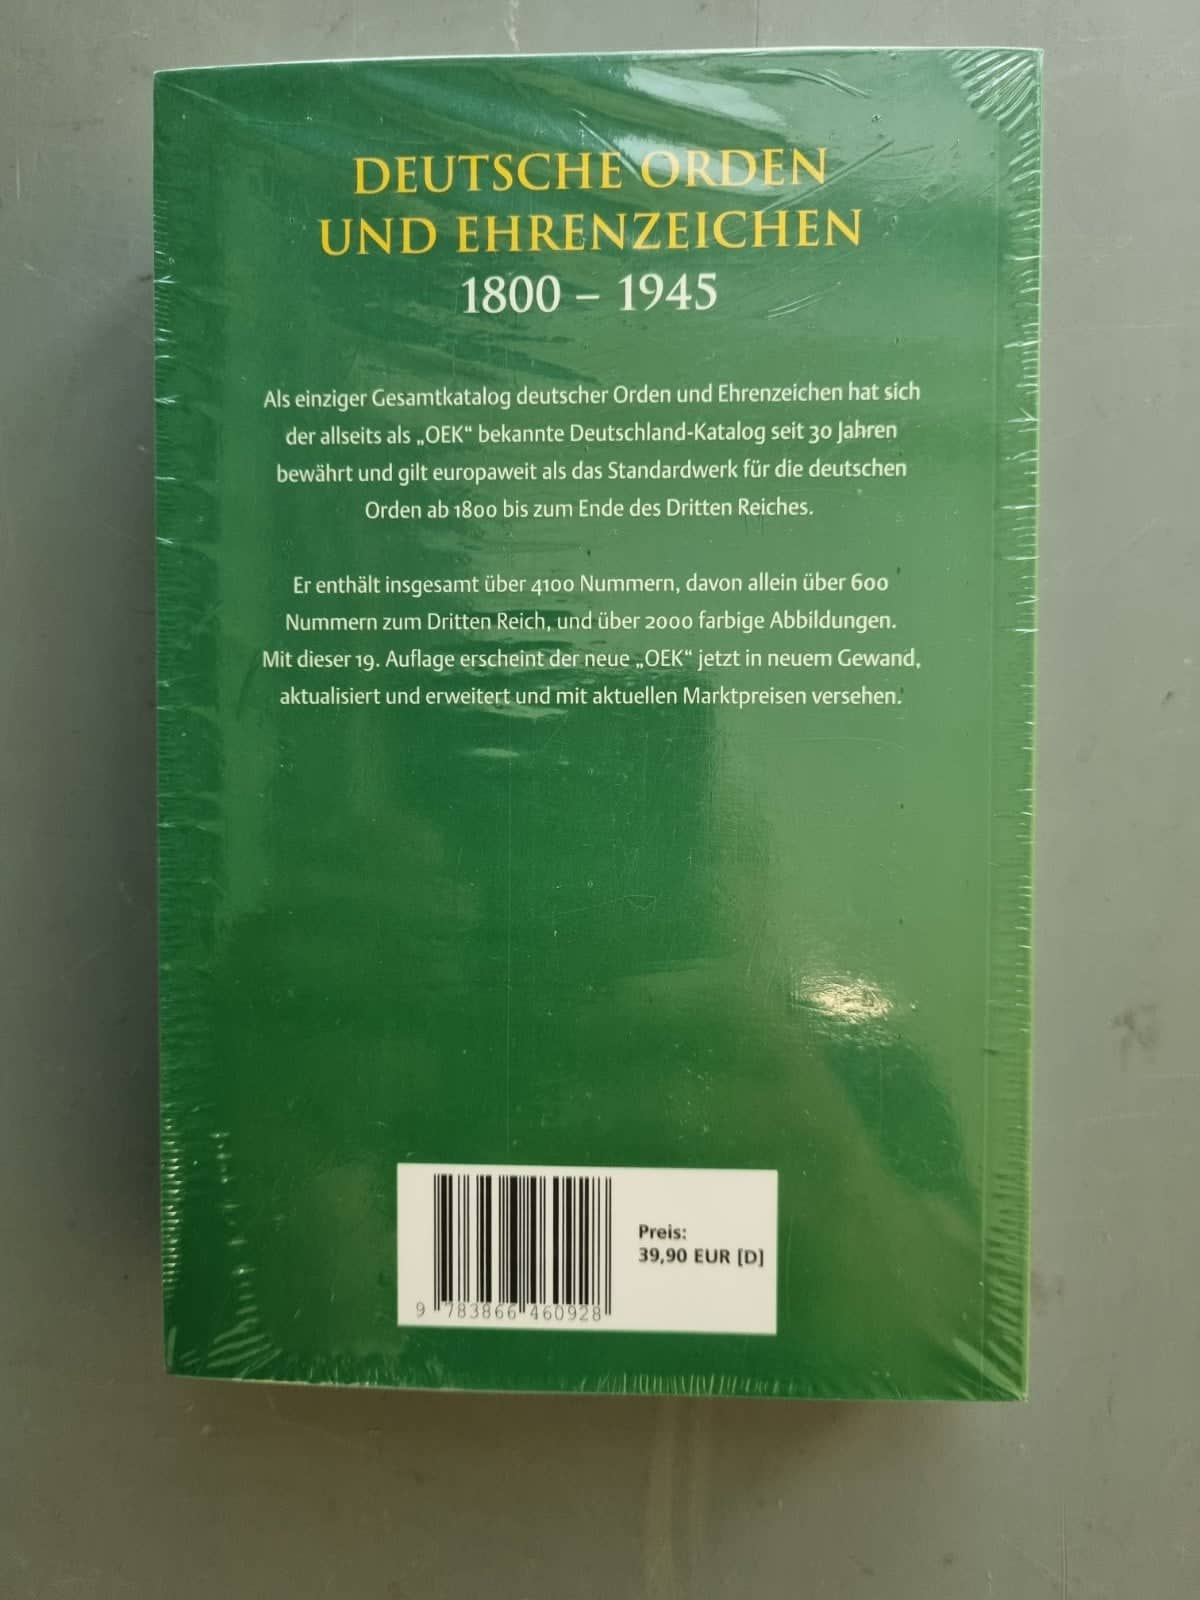 DEUTSCHE ORDEN
UND EHRENZEICHEN
1800 – 1945
Als einziger Gesamtkatalog deutscher Orden und Ehrenzeichen hat sich
der allseits als „OEK“ bekannte Deutschland-Katalog seit 30 Jahren
bewährt und gilt europaweit als das Standardwerk für die deutschen
Orden ab 1800 bis zum Ende des Dritten Reiches.
Er enthält insgesamt über 4100 Nummern, davon allein über 600
Nummern zum Dritten Reich, und über 2000 farbige Abbildungen.
Mit dieser 19. Auflage erscheint der neue „OEK“ jetzt in neuem Gewand,
aktualisiert und erweitert und mit aktuellen Marktpreisen versehen.
Preis:
39,90 EUR [D]
9 783866 460928